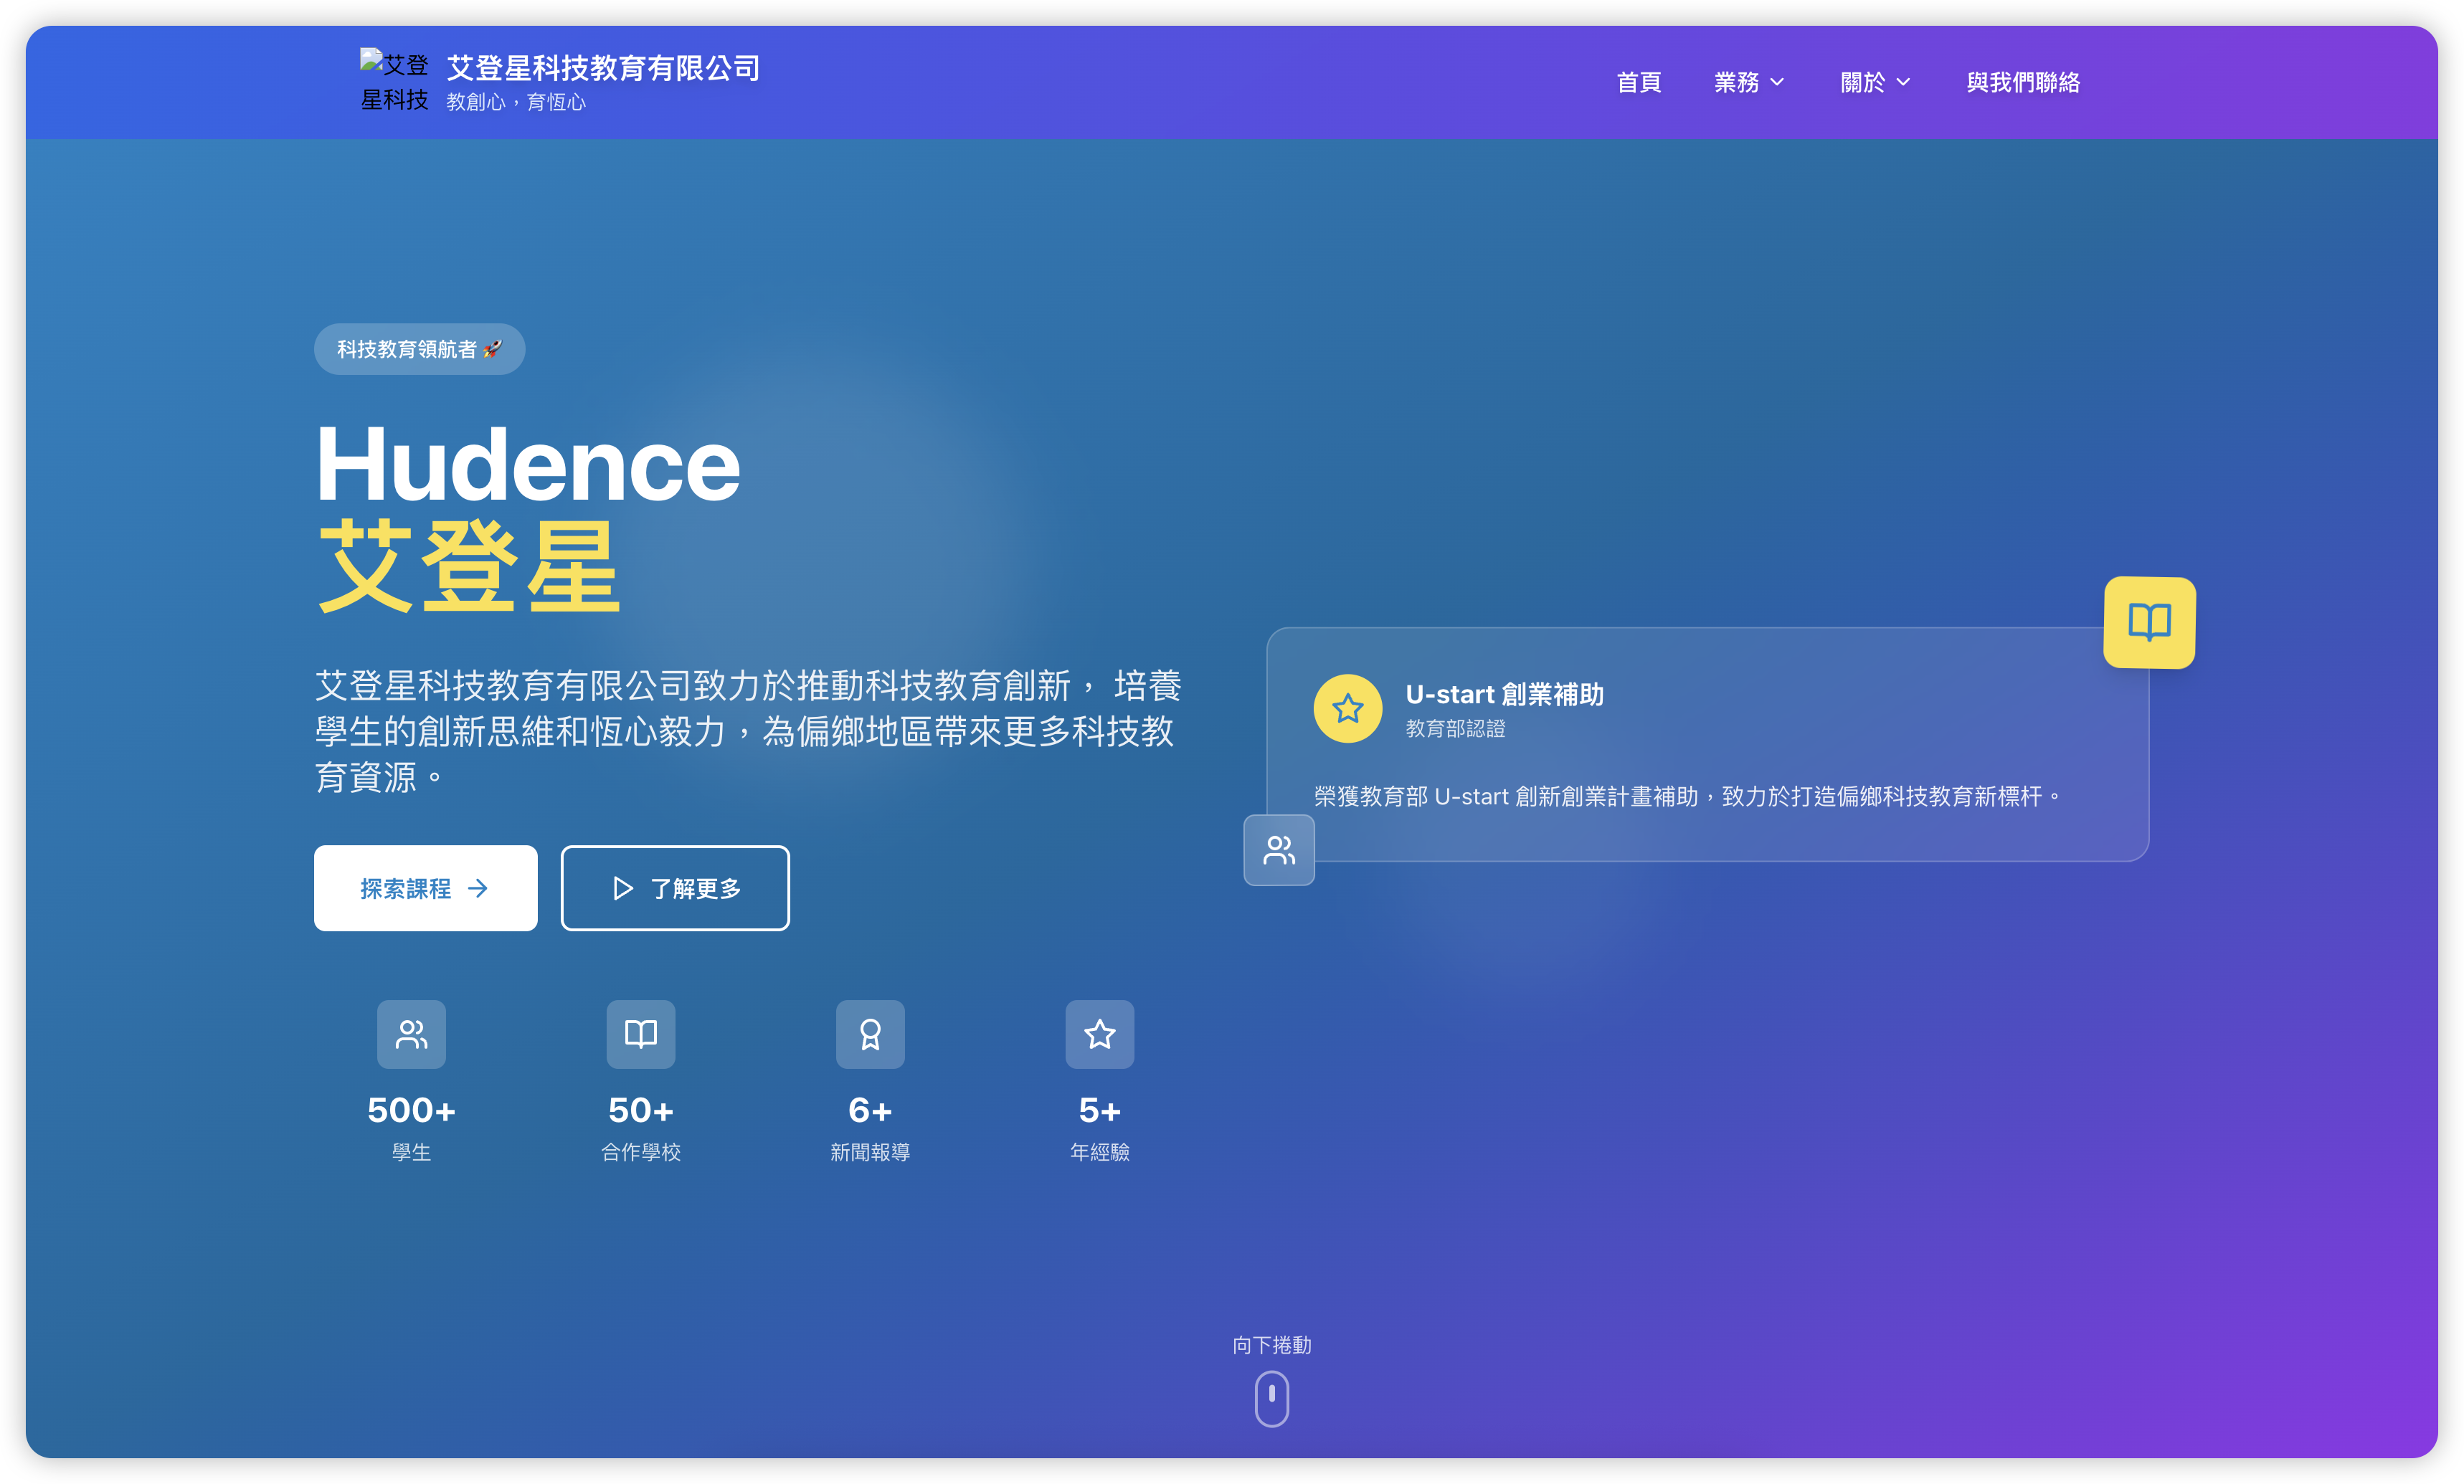 艾登
星科技
艾登星科技教育有限公司
教創心，育恆心
首頁
業務
關於
與我們聯絡
科技教育領航者 🚀
Hudence
艾登星
艾登星科技教育有限公司致力於推動科技教育創新， 培養
學生的創新思維和恆心毅力，為偏鄉地區帶來更多科技教
育資源。
探索課程
了解更多
500+
學生
50+
合作學校
6+
新聞報導
5+
年經驗
U-start 創業補助
教育部認證
榮獲教育部 U-start 創新創業計畫補助，致力於打造偏鄉科技教育新標杆。
向下捲動